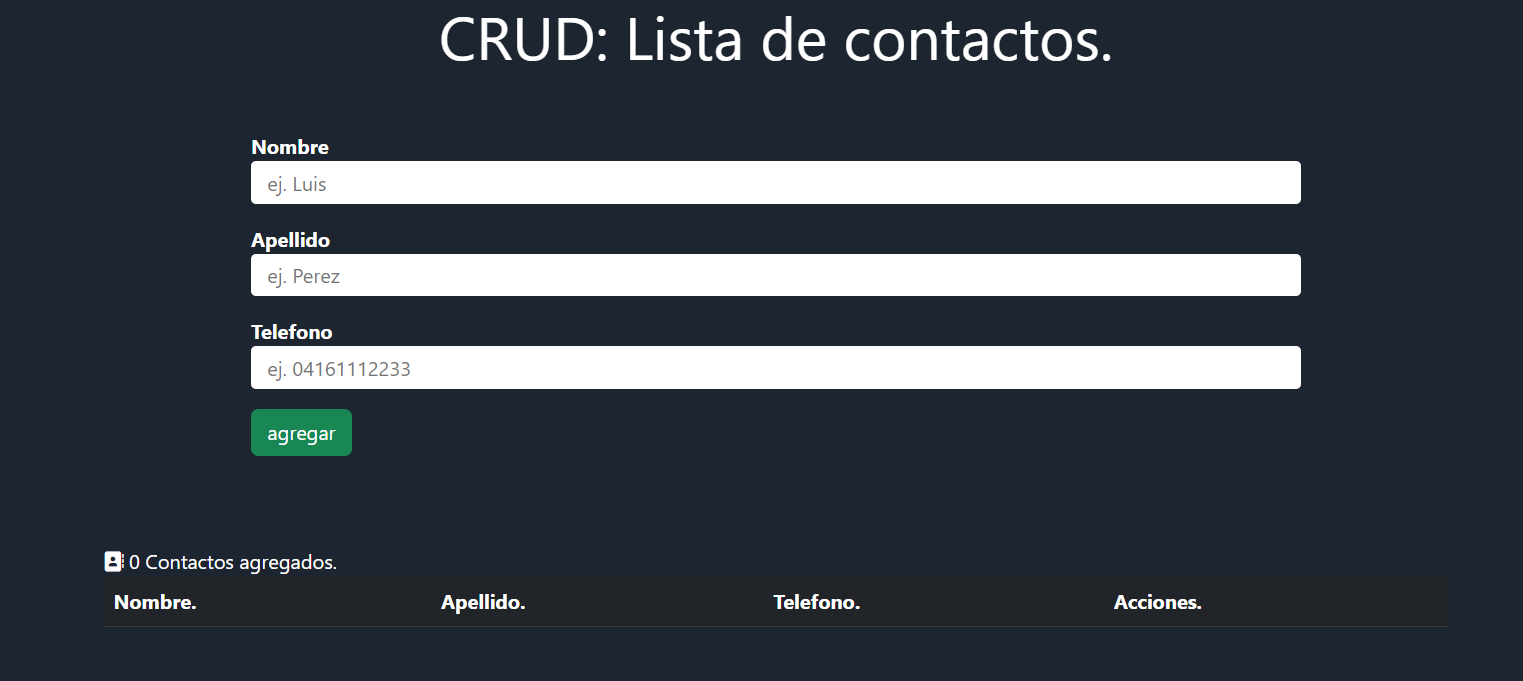 CRUD: Lista de contactos.
Nombre
ej. Luis
Apellido
ej. Perez
Telefono
ej. 04161112233
agregar
0 Contactos agregados.
Nombre. Apellido. Telefono. Acciones.